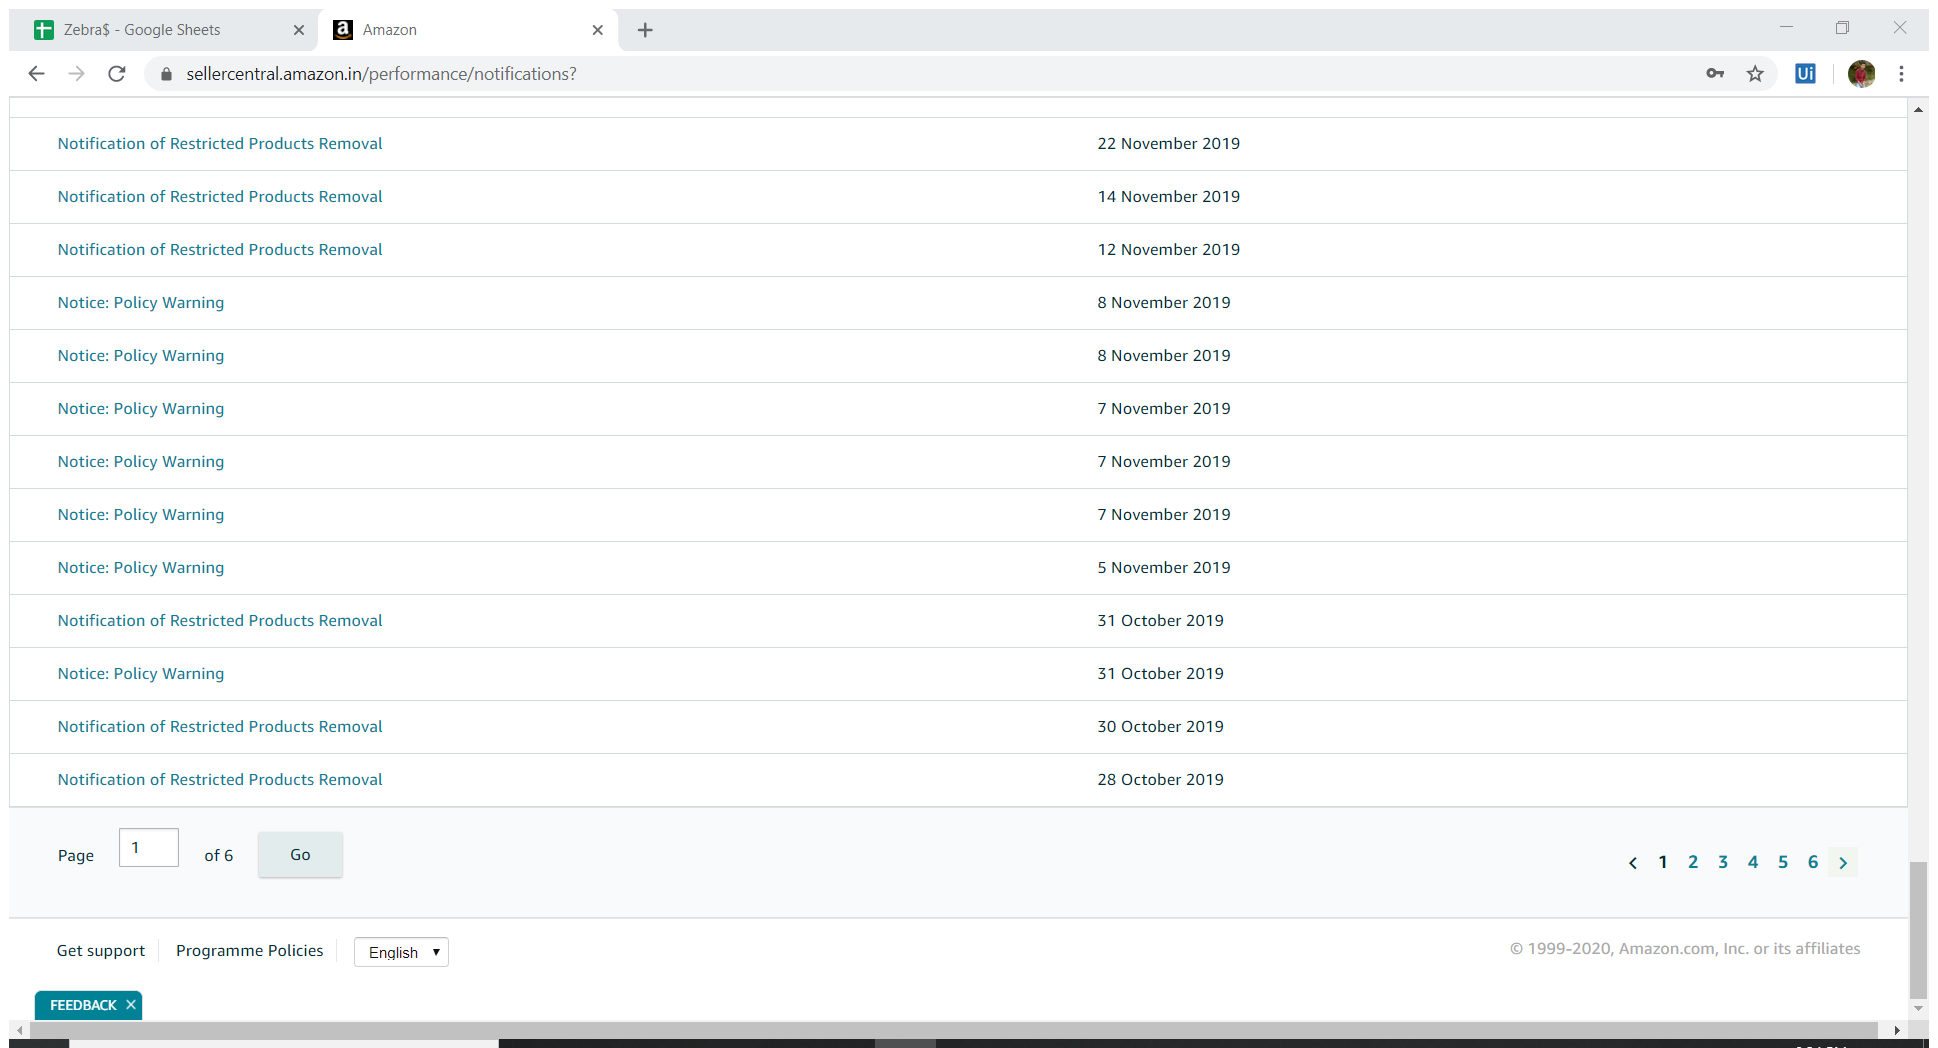 Zebra$ - Google Sheets
Amazon
sellercentral.amazon.in/performance/notifications?
Notification of Restricted Products Removal 22 November 2019
Notification of Restricted Products Removal 14 November 2019
Notification of Restricted Products Removal 12 November 2019
Notice: Policy Warning 8 November 2019
Notice: Policy Warning 8 November 2019
Notice: Policy Warning 7 November 2019
Notice: Policy Warning 7 November 2019
Notice: Policy Warning 7 November 2019
Notice: Policy Warning 5 November 2019
Notification of Restricted Products Removal 31 October 2019
Notice: Policy Warning 31 October 2019
Notification of Restricted Products Removal 30 October 2019
Notification of Restricted Products Removal 28 October 2019
Page 1 of 6 Go
1 2 3 4 5 6
Get support Programme Policies English © 1999-2020, Amazon.com, Inc. or its affiliates
FEEDBACK